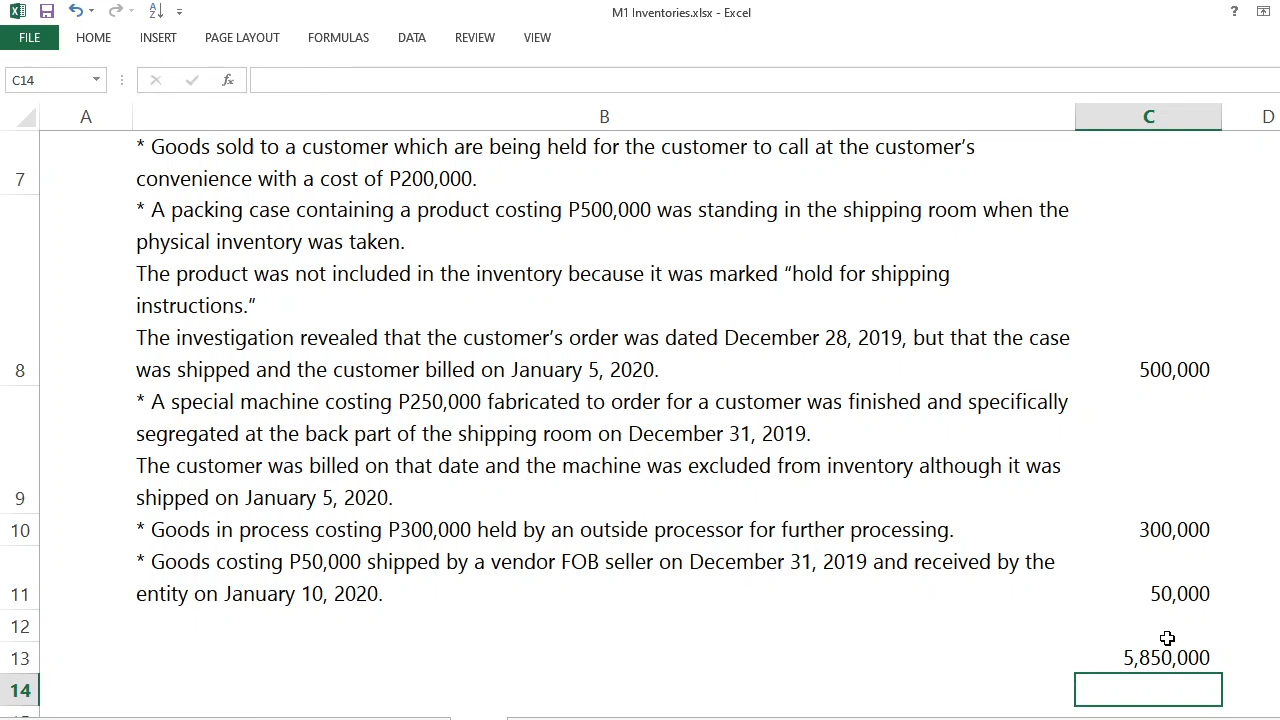 M1 Inventories.xlsx - Excel
?
FILE HOME INSERT PAGE LAYOUT FORMULAS DATA REVIEW VIEW
C14 fx
A B C D
* Goods sold to a customer which are being held for the customer to call at the customer’s
7 convenience with a cost of P200,000.
* A packing case containing a product costing P500,000 was standing in the shipping room when the
physical inventory was taken.
The product was not included in the inventory because it was marked “hold for shipping
instructions.“
The investigation revealed that the customer’s order was dated December 28, 2019, but that the case
8 was shipped and the customer billed on January 5, 2020. 500,000
* A special machine costing P250,000 fabricated to order for a customer was finished and specifically
segregated at the back part of the shipping room on December 31, 2019.
The customer was billed on that date and the machine was excluded from inventory although it was
9 shipped on January 5, 2020.
10 * Goods in process costing P300,000 held by an outside processor for further processing. 300,000
* Goods costing P50,000 shipped by a vendor FOB seller on December 31, 2019 and received by the
11 entity on January 10, 2020. 50,000
12
13 5,850,000
14